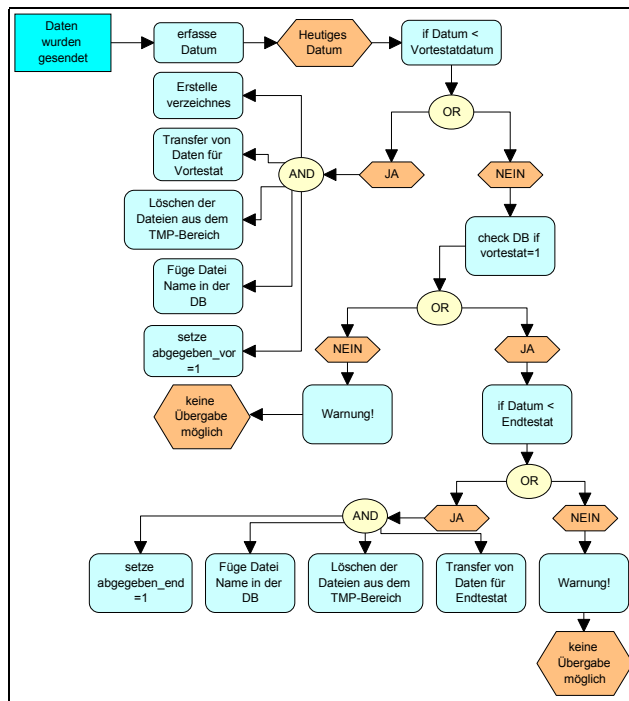 Daten
wurden
gesendet
erfasse
Datum
Heutiges
Datum
if Datum <
Vortestatdatum
OR
JA
NEIN
AND
Erstelle
verzeichnes
Transfer von
Daten für
Vortestat
Löschen der
Dateien aus dem
TMP-Bereich
Füge Datei
Name in der
DB
setze
abgegeben_vor
=1
check DB if
vortestat=1
OR
NEIN
JA
Warnung!
keine
Übergabe
möglich
if Datum <
Endtestat
OR
JA
NEIN
AND
setze
abgegeben_end
=1
Füge Datei
Name in der
DB
Löschen der
Dateien aus dem
TMP-Bereich
Transfer von
Daten für
Endtestat
Warnung!
keine
Übergabe
möglich